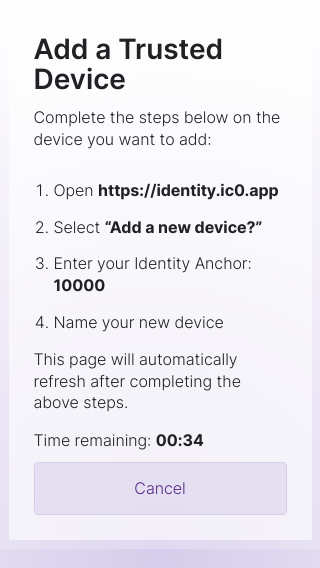 Add a Trusted
Device
Complete the steps below on the
device you want to add:
1. Open https://identity.ic0.app
2. Select “Add a new device?”
3. Enter your Identity Anchor:
10000
4. Name your new device
This page will automatically
refresh after completing the
above steps.
Time remaining: 00:34
Cancel